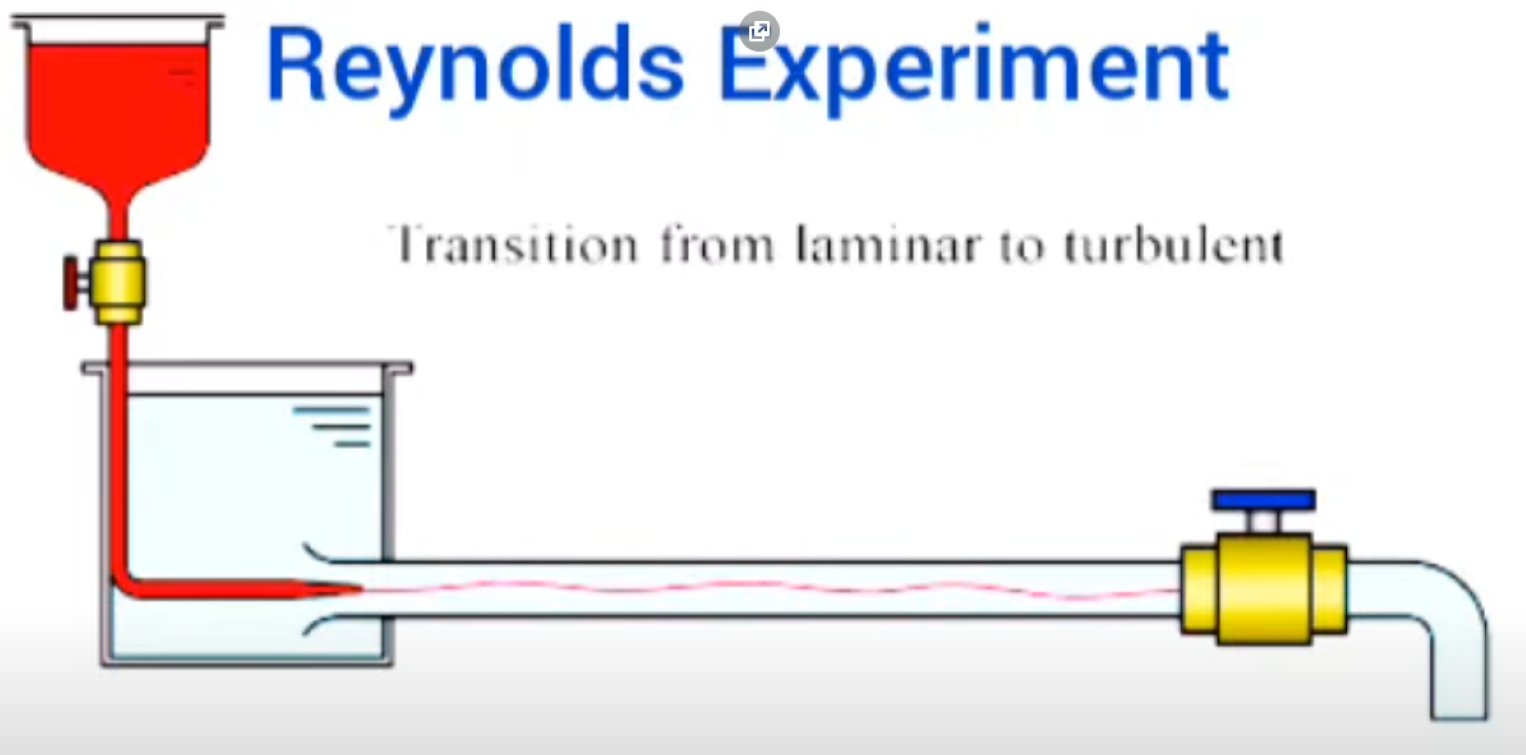 Reynolds Experiment
Transition from laminar to turbulent